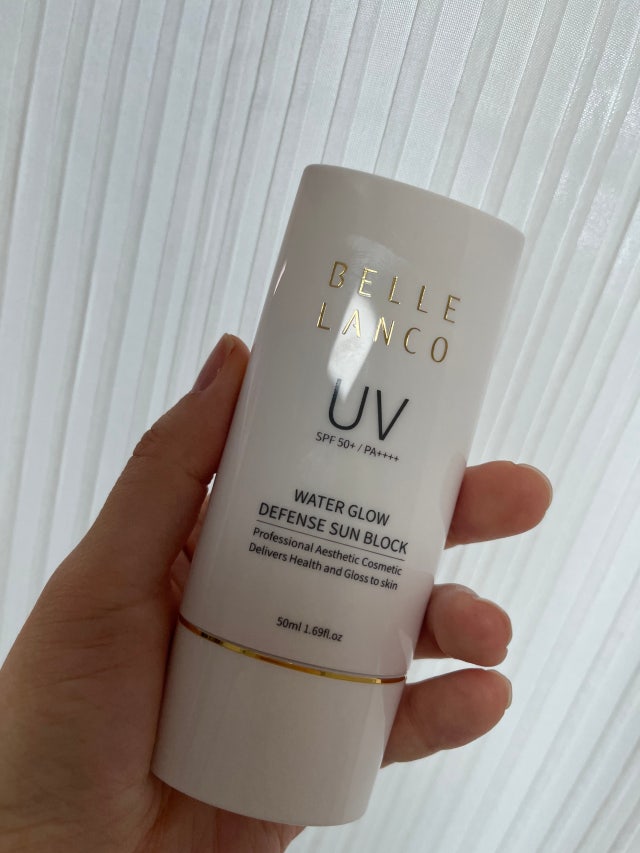 BELLE
LANCO
UV
SPF 50+ / PA++++
WATER GLOW
DEFENSE SUN BLOCK
Professional Aesthetic Cosmetic
Delivers Health and Gloss to skin
50ml 1.69fl.oz